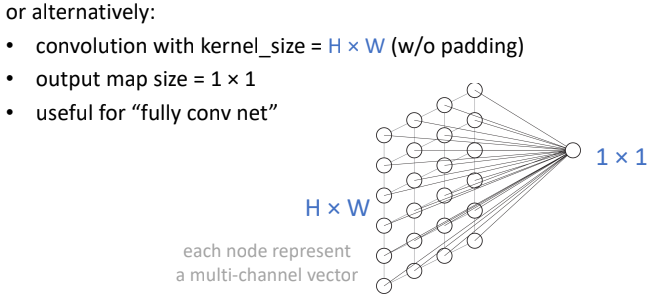 or alternatively:
• convolution with kernel_size = H × W (w/o padding)
• output map size = 1 × 1
• useful for “fully conv net”
1 × 1
H × W
each node represent
a multi-channel vector